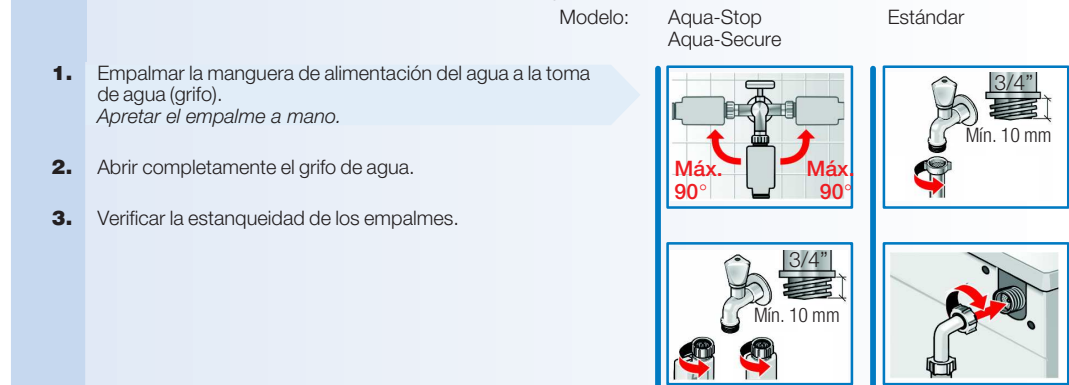 Modelo:
Aqua-Stop
Aqua-Secure
Estándar
1. Empalmar la manguera de alimentación del agua a la toma
de agua (grifo).
Apretar el empalme a mano.
2. Abrir completamente el grifo de agua.
3. Verificar la estanqueidad de los empalmes.
Máx.
90°
Máx.
90°
3/4”
Mín. 10 mm
3/4”
Mín. 10 mm